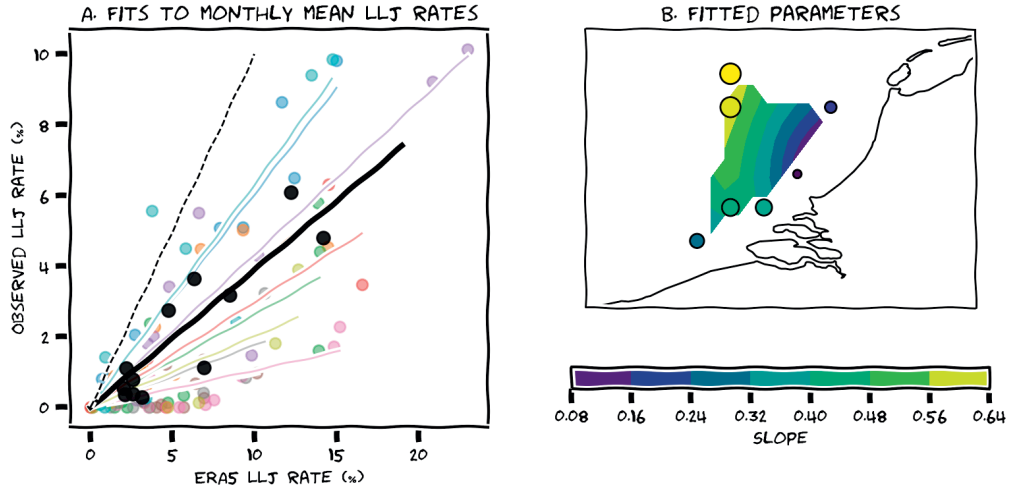 A. FITS TO MONTHLY MEAN LLJ RATES
10
8
6
4
2
0
OBSERVED LLJ RATE (%)
0 5 10 15 20
ERA5 LLJ RATE (%)
B. FITTED PARAMETERS
0.08 0.16 0.24 0.32 0.40 0.48 0.56 0.64
SLOPE